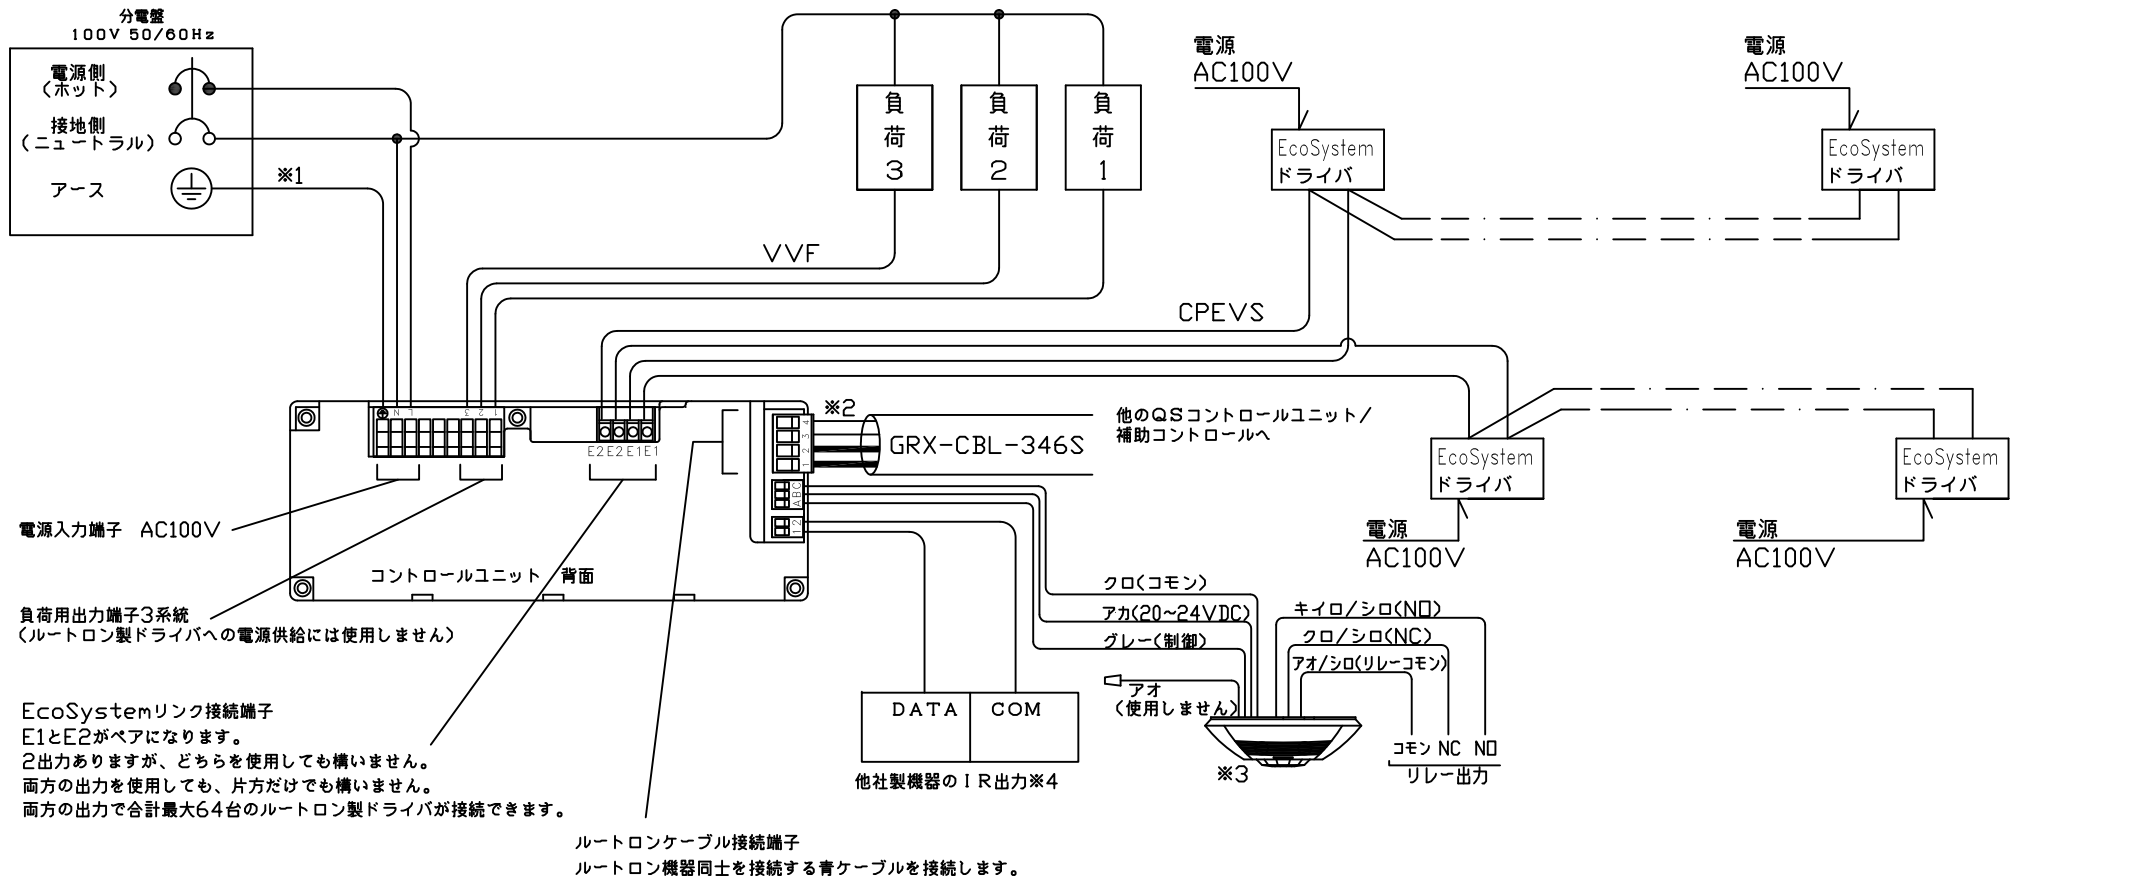 分電盤
100V 50/60Hz
電源側
(ホット)
接地側
(ニュートラル)
アース
※1
負荷3
負荷2
負荷1
VVF
電源
AC100V
EcoSystem
ドライバ
電源
AC100V
EcoSystem
ドライバ
CPEVS
N L
3 2 1
E2 E2 E1 E1
※2
4 3 2 1
GRX-CBL-346S
他のQSコントロールユニット/
補助コントロールへ
A B C
1 2
EcoSystem
ドライバ
電源
AC100V
EcoSystem
ドライバ
電源
AC100V
電源入力端子 AC100V
コントロールユニット 背面
負荷用出力端子3系統
(ルートロン製ドライバへの電源供給には使用しません)
クロ(コモン)
アカ(20~24VDC)
グレー(制御)
アオ
(使用しません)
キイロ/シロ(NO)
クロ/シロ(NC)
アオ/シロ(リレーコモン)
コモン NC NO
リレー出力
※3
DATA COM
他社製機器のIR出力※4
EcoSystemリンク接続端子
E1とE2がペアになります。
2出力ありますが、どちらを使用しても構いません。
両方の出力を使用しても、片方だけでも構いません。
両方の出力で合計最大64台のルートロン製ドライバが接続できます。
ルートロンケーブル接続端子
ルートロン機器同士を接続する青ケーブルを接続します。